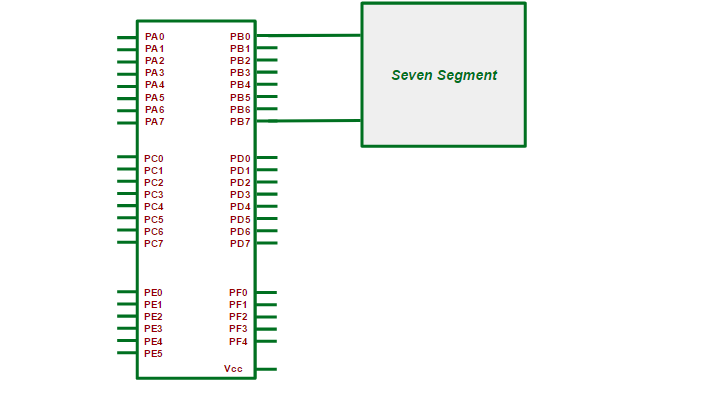 PA0 PB0
PA1 PB1
PA2 PB2
PA3 PB3
PA4 PB4
PA5 PB5
PA6 PB6
PA7 PB7
Seven Segment
PC0 PD0
PC1 PD1
PC2 PD2
PC3 PD3
PC4 PD4
PC5 PD5
PC6 PD6
PC7 PD7
PE0 PF0
PE1 PF1
PE2 PF2
PE3 PF3
PE4 PF4
PE5
Vcc